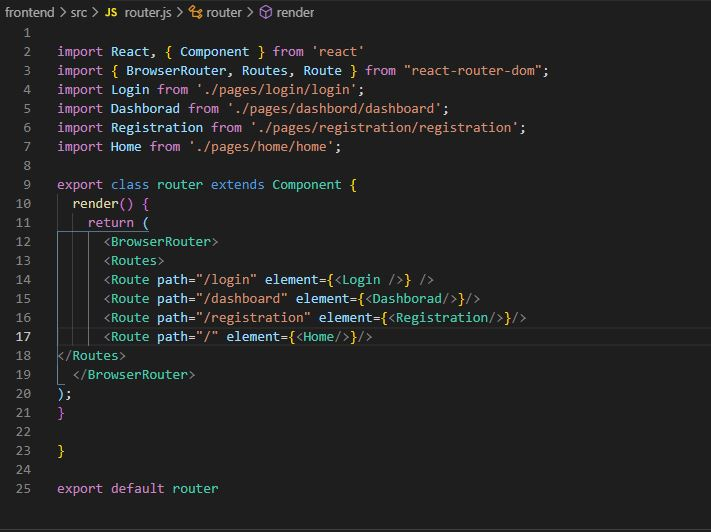 frontend > src > JS router.js > router > render
1
2 import React, { Component } from 'react'
3 import { BrowserRouter, Routes, Route } from "react-router-dom";
4 import Login from './pages/login/login';
5 import Dashborad from './pages/dashbord/dashboard';
6 import Registration from './pages/registration/registration';
7 import Home from './pages/home/home';
8
9 export class router extends Component {
10   render() {
11     return (
12       <BrowserRouter>
13       <Routes>
14       <Route path="/login" element={<Login />} />
15       <Route path="/dashboard" element={<Dashborad/>}/>
16       <Route path="/registration" element={<Registration/>}/>
17       <Route path="/" element={<Home/>}/>
18 </Routes>
19   </BrowserRouter>
20 );
21 }
22
23 }
24
25 export default router